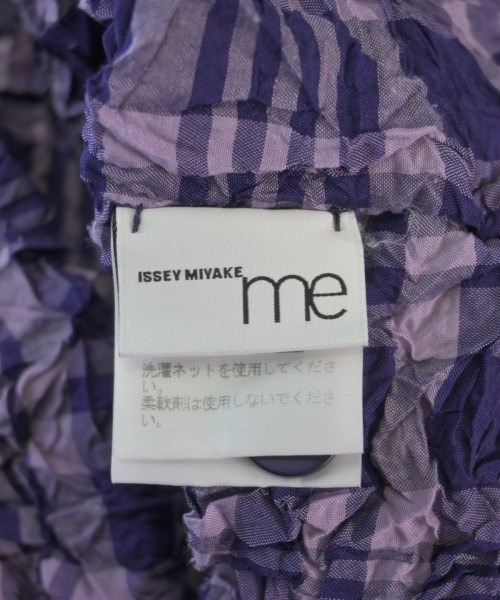 ISSEY MIYAKE
me
洗濯ネットを使用してくださ
い。
柔軟剤は使用しないでくださ
い。